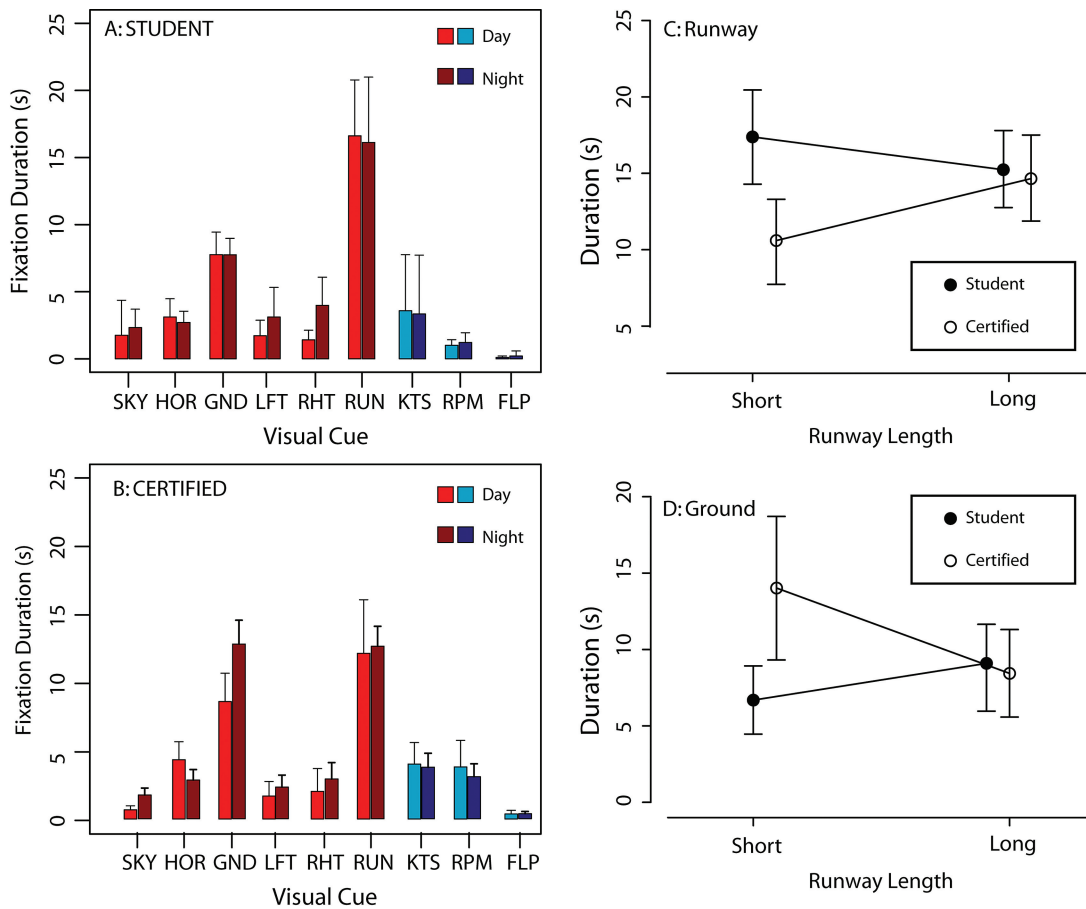 A: STUDENT
Day
Night
Fixation Duration (s)
25
20
15
10
5
0
SKY HOR GND LFT RHT RUN KTS RPM FLP
Visual Cue
B: CERTIFIED
Day
Night
Fixation Duration (s)
25
20
15
10
5
0
SKY HOR GND LFT RHT RUN KTS RPM FLP
Visual Cue
C: Runway
Duration (s)
25
20
15
10
5
Student
Certified
Short Long
Runway Length
D: Ground
Duration (s)
20
15
10
5
0
Student
Certified
Short Long
Runway Length